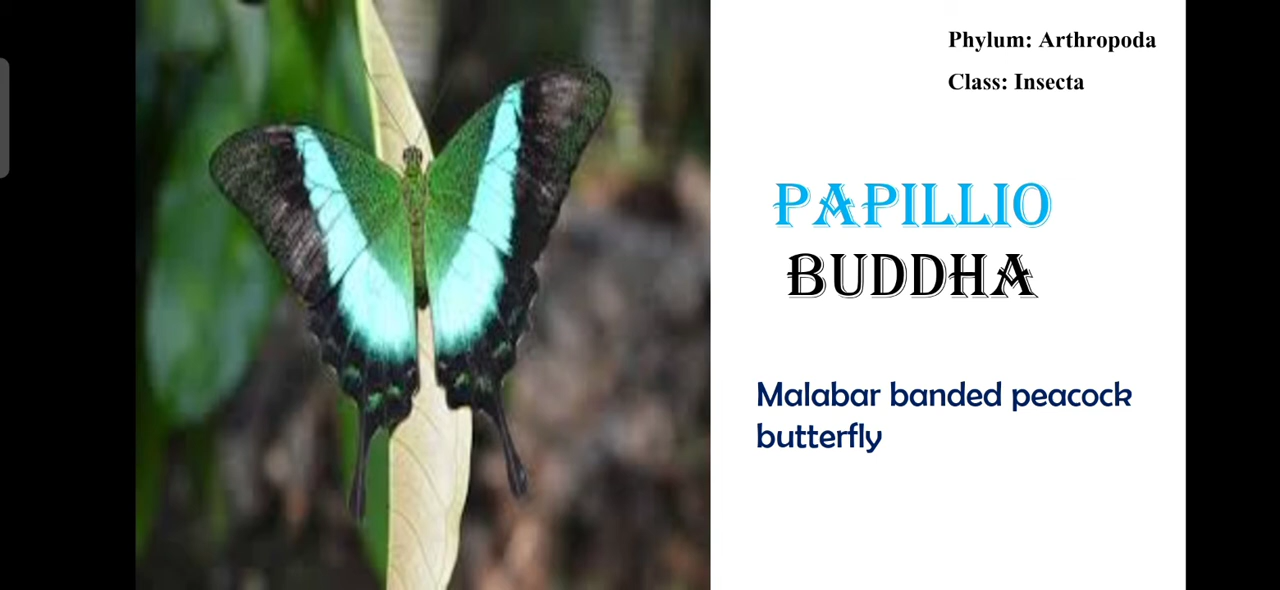 Phylum: Arthropoda
Class: Insecta
PAPILLIO
BUDDHA
Malabar banded peacock
butterfly